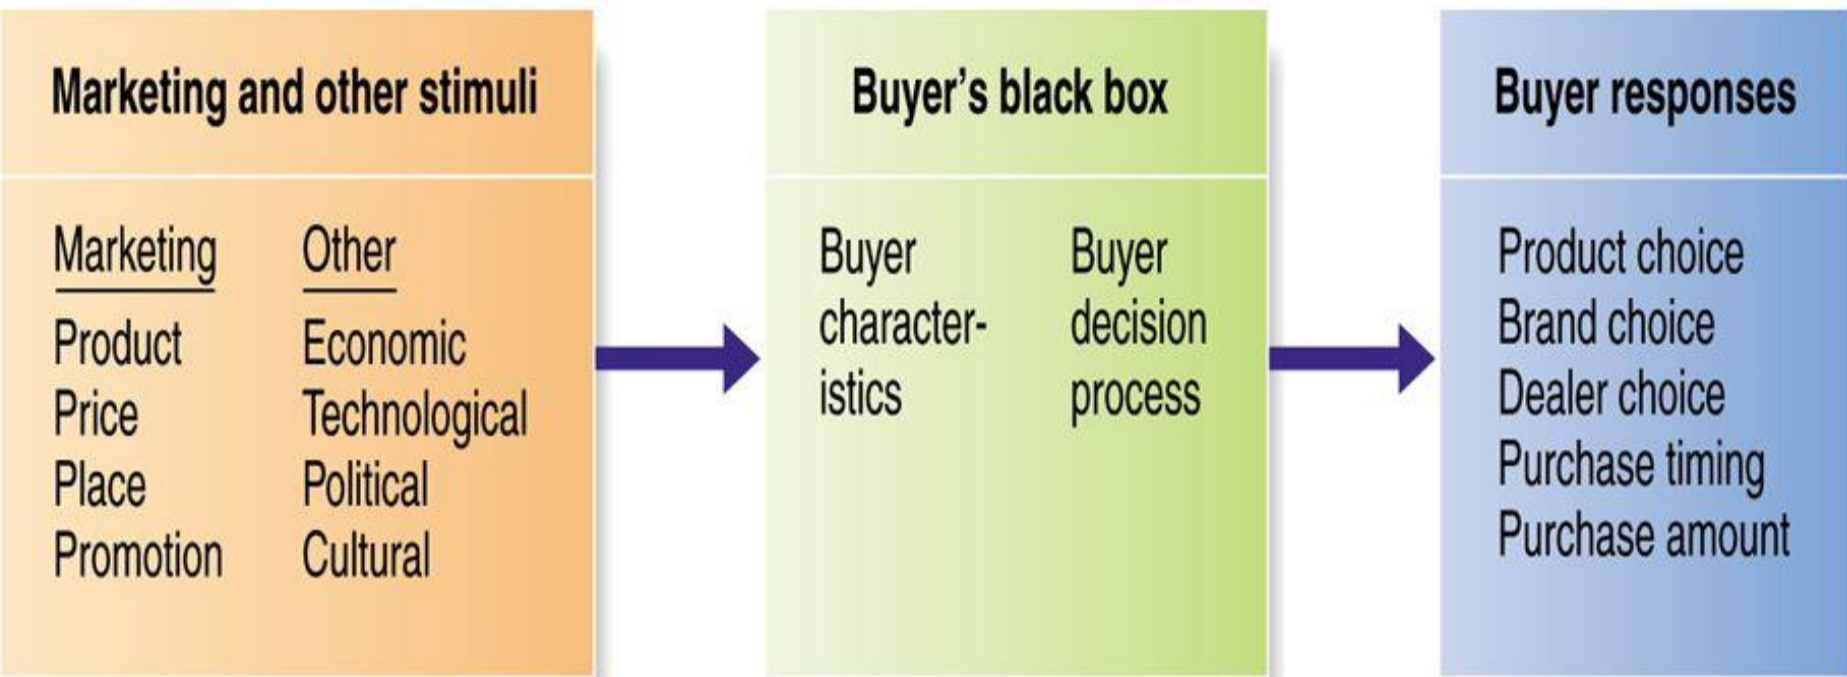 Marketing and other stimuli
Marketing
Product
Price
Place
Promotion
Other
Economic
Technological
Political
Cultural
Buyer’s black box
Buyer
character-
istics
Buyer
decision
process
Buyer responses
Product choice
Brand choice
Dealer choice
Purchase timing
Purchase amount